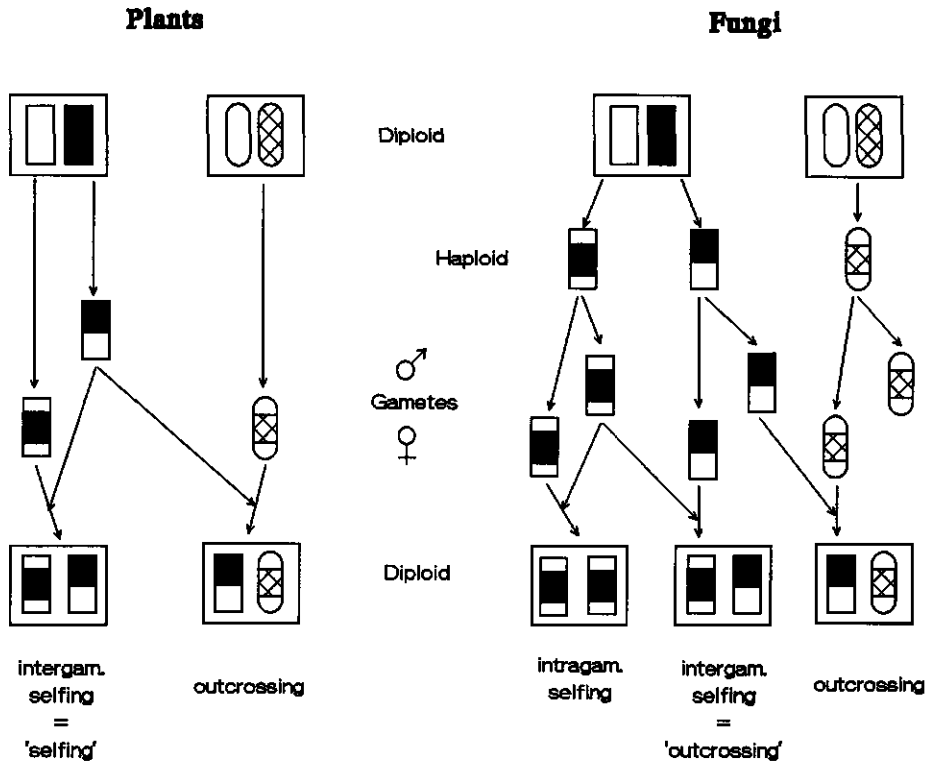 Plants
Fungi
Diploid
Haploid
♂
Gametes
♀
Diploid
intergam.
selfing
=
'selfing'
outcrossing
intragam.
selfing
intergam.
selfing
=
'outcrossing'
outcrossing